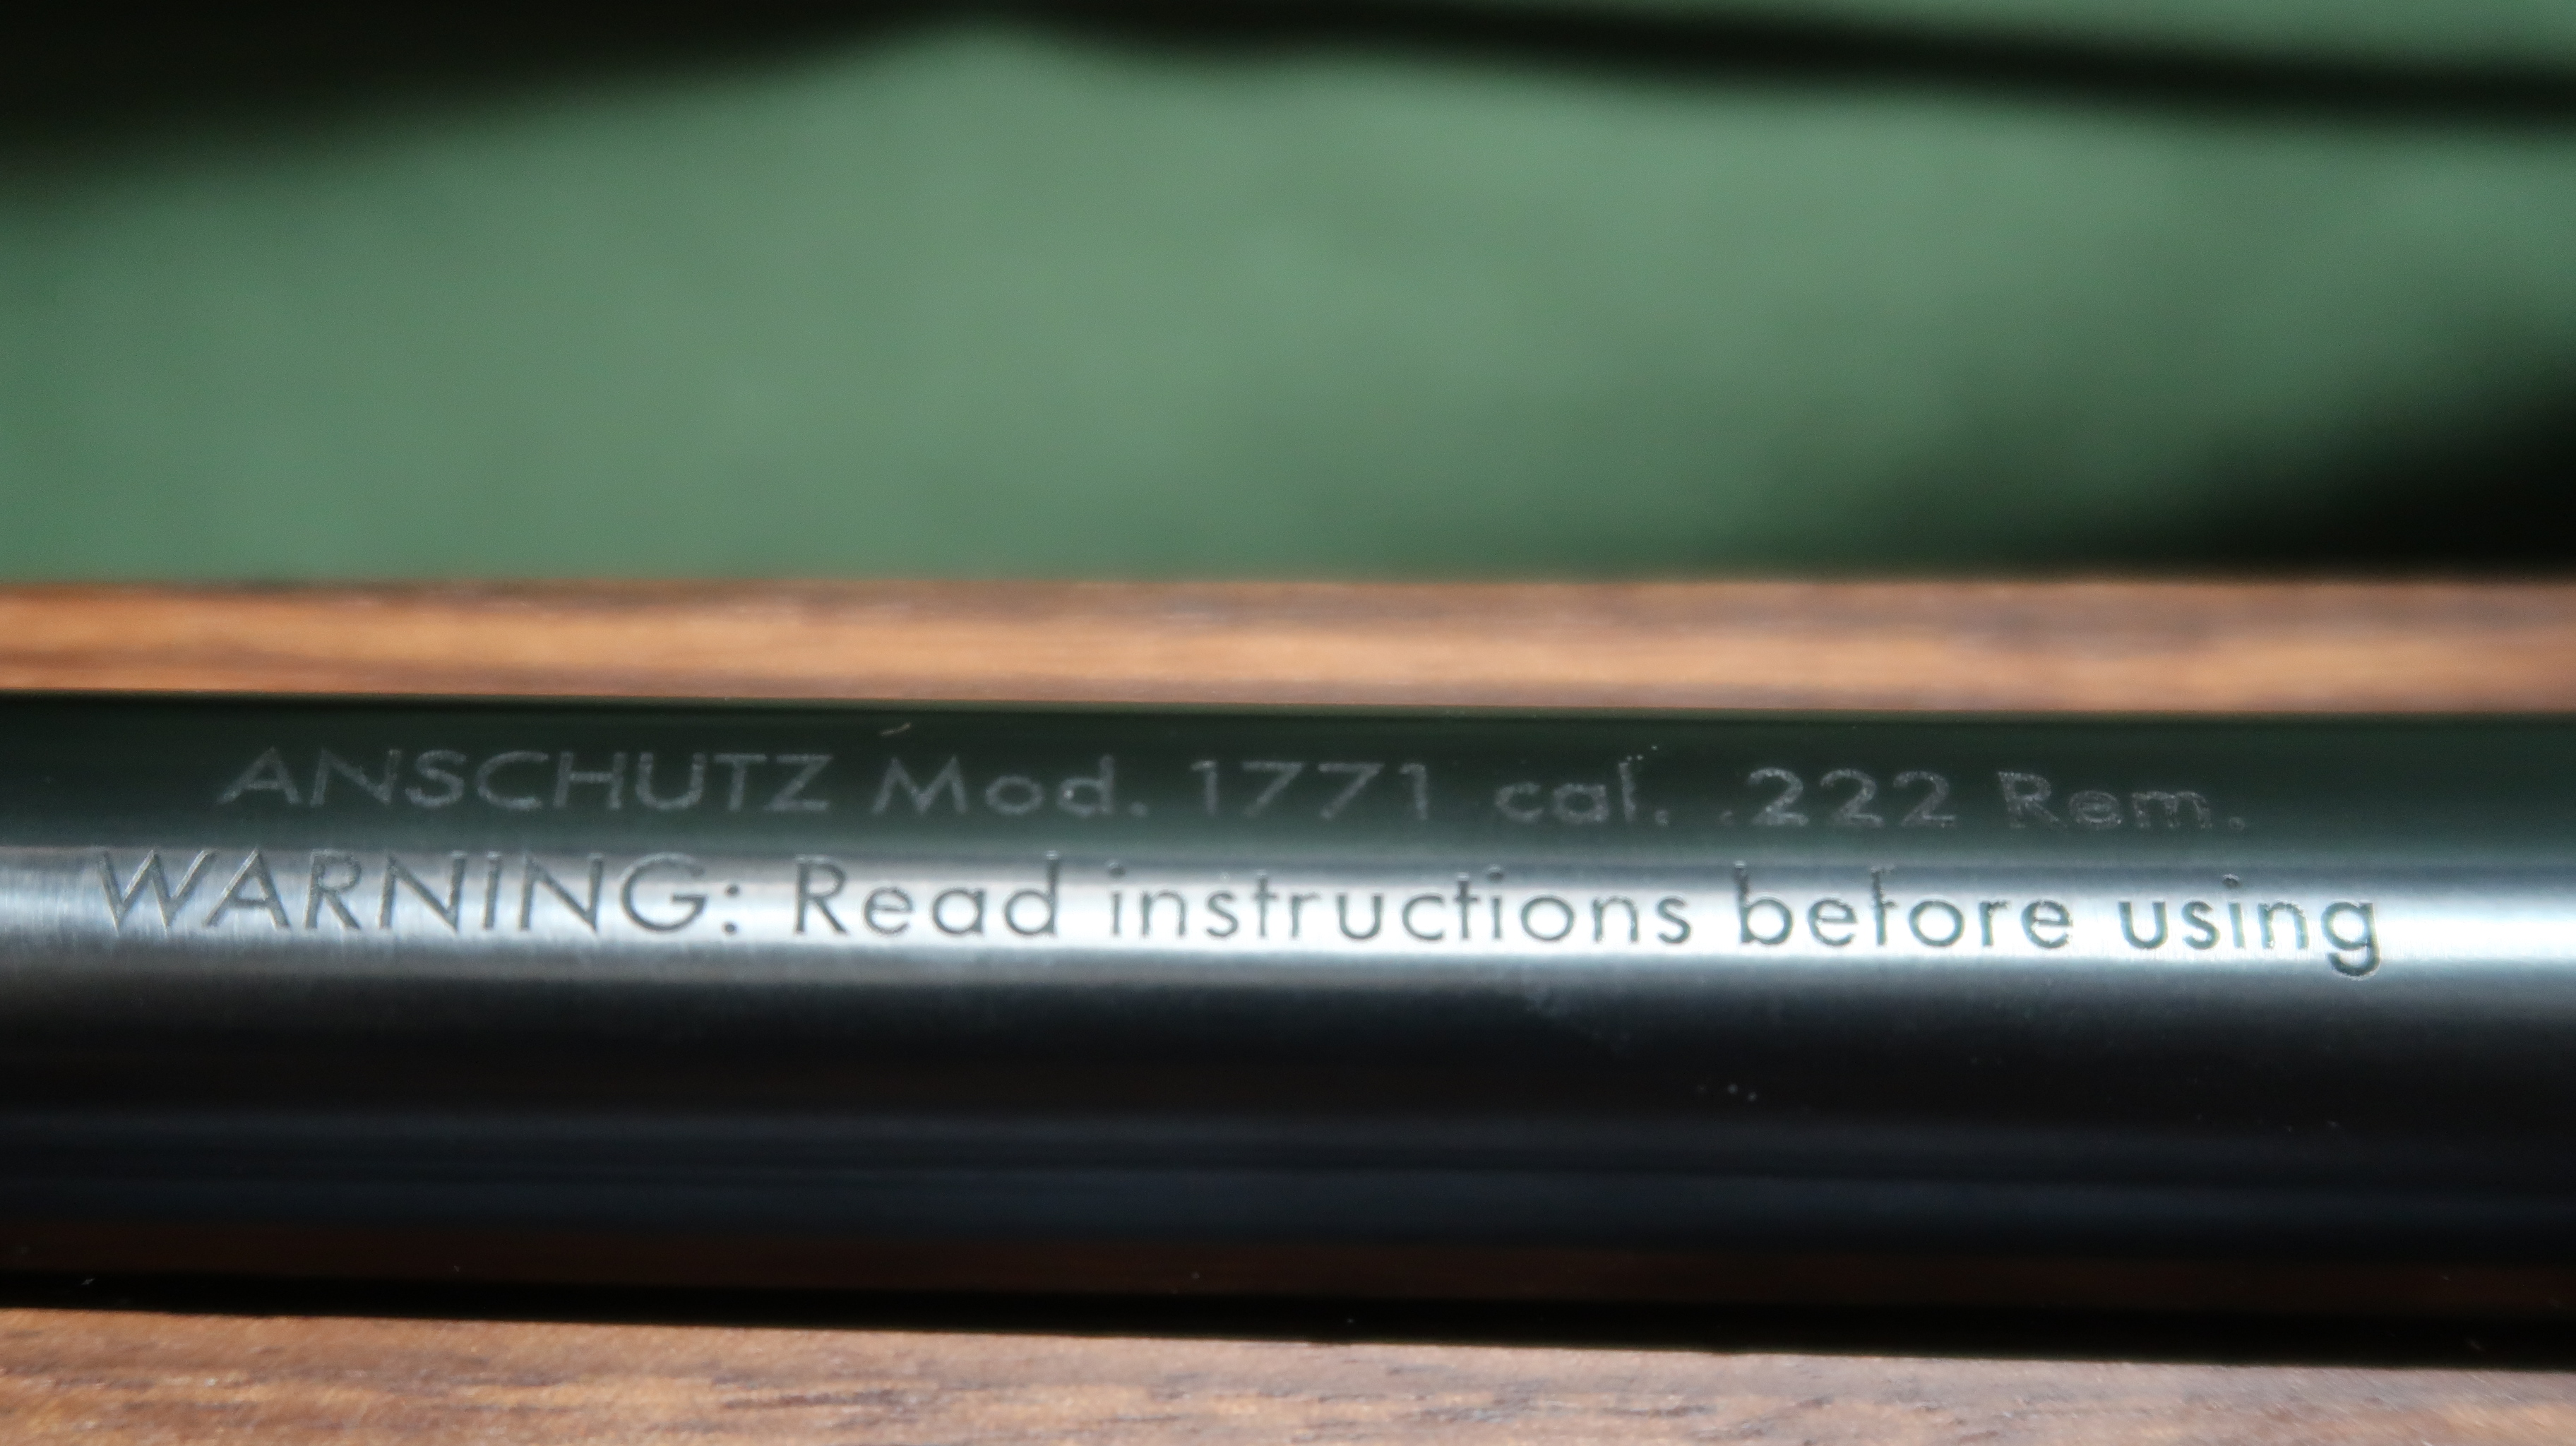 ANSCHUTZ Mod. 1771 cal. .222 Rem.
WARNING: Read instructions before using